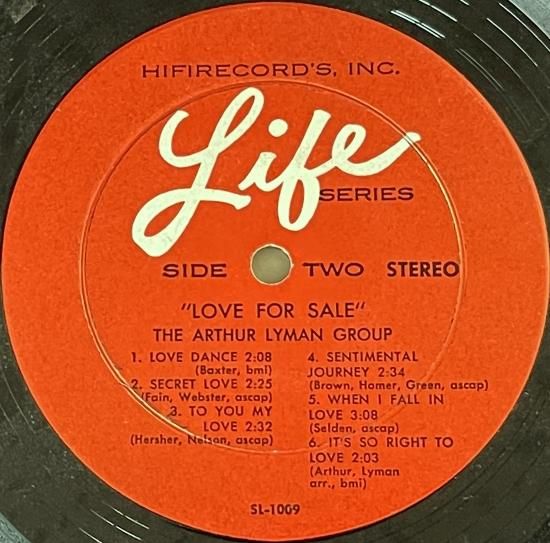 HIFIRECORD'S, INC.
Life
SERIES
SIDE TWO STEREO
"LOVE FOR SALE"
THE ARTHUR LYMAN GROUP
1. LOVE DANCE 2:08
(Baxter, bmi)
2. SECRET LOVE 2:25
(Fain, Webster, ascap)
3. TO YOU MY
LOVE 2:32
(Hersher, Nelson, ascap)
4. SENTIMENTAL
JOURNEY 2:34
(Brown, Homer, Green, ascap)
5. WHEN I FALL IN
LOVE 3:08
(Selden, ascap)
6. IT'S SO RIGHT TO
LOVE 2:03
(Arthur, Lyman
arr., bmi)
SL-1009